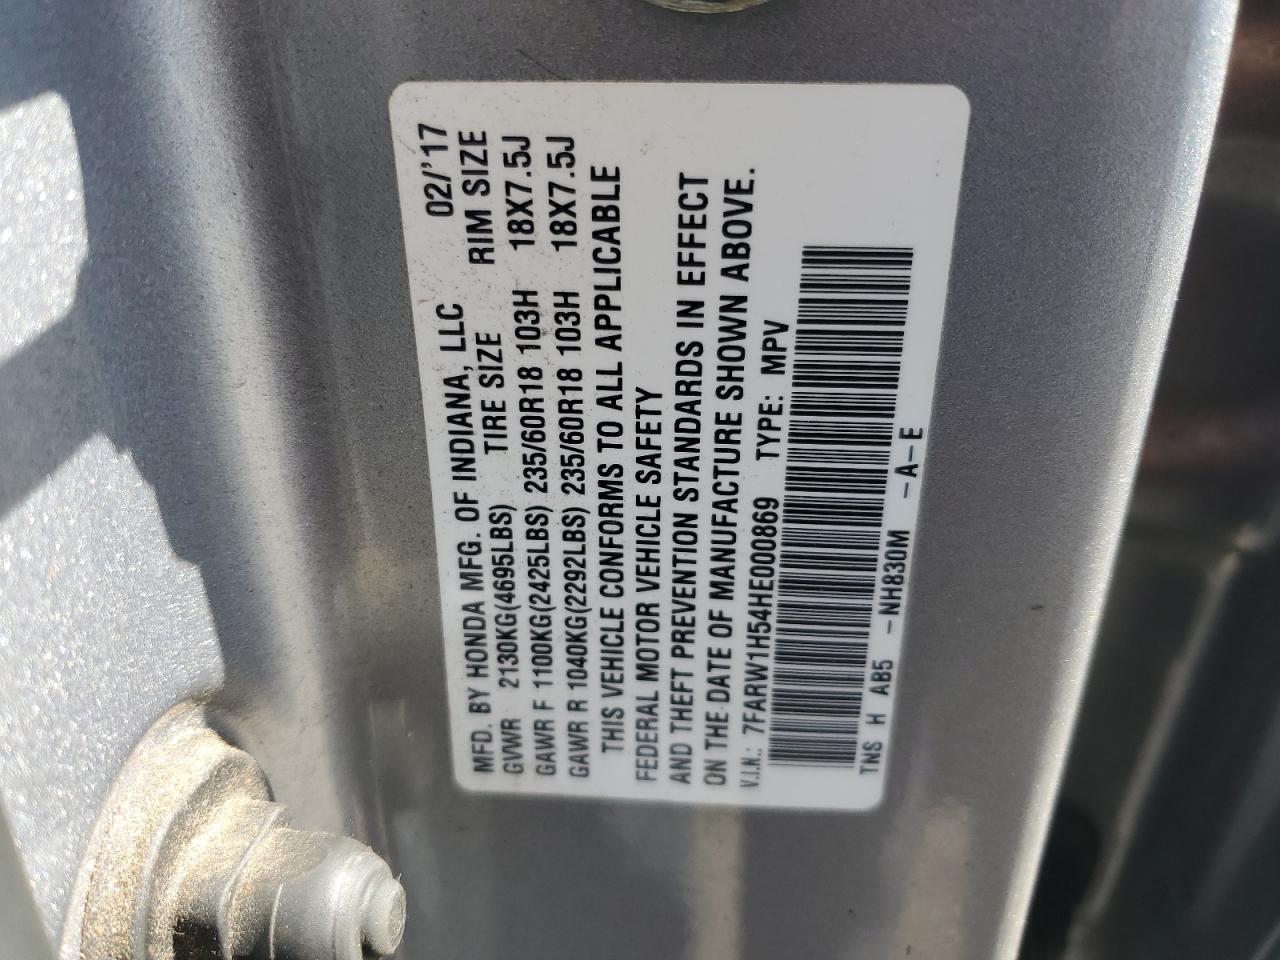 MFD. BY HONDA MFG. OF INDIANA, LLC 02/'17
GVWR 2130KG(4695LBS) TIRE SIZE RIM SIZE
GAWR F 1100KG(2425LBS) 235/60R18 103H 18X7.5J
GAWR R 1040KG(2292LBS) 235/60R18 103H 18X7.5J
THIS VEHICLE CONFORMS TO ALL APPLICABLE
FEDERAL MOTOR VEHICLE SAFETY
AND THEFT PREVENTION STANDARDS IN EFFECT
ON THE DATE OF MANUFACTURE SHOWN ABOVE.
V.I.N.: 7FARW1H54HE000869 TYPE: MPV
TNS H AB5 -NH830M -A-E